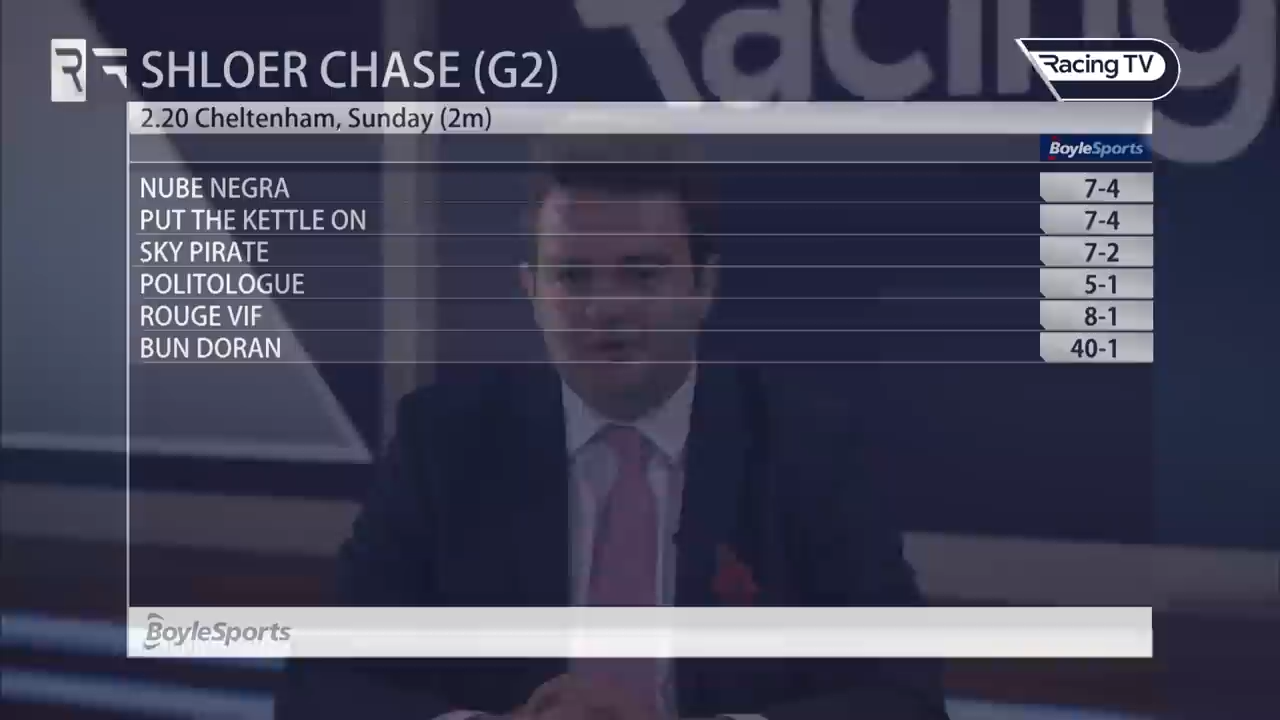 Racing
SHLOER CHASE (G2)
Racing TV
2.20 Cheltenham, Sunday (2m)
BoyleSports
NUBE NEGRA 7-4
PUT THE KETTLE ON 7-4
SKY PIRATE 7-2
POLITOLOGUE 5-1
ROUGE VIF 8-1
BUN DORAN 40-1
BoyleSports